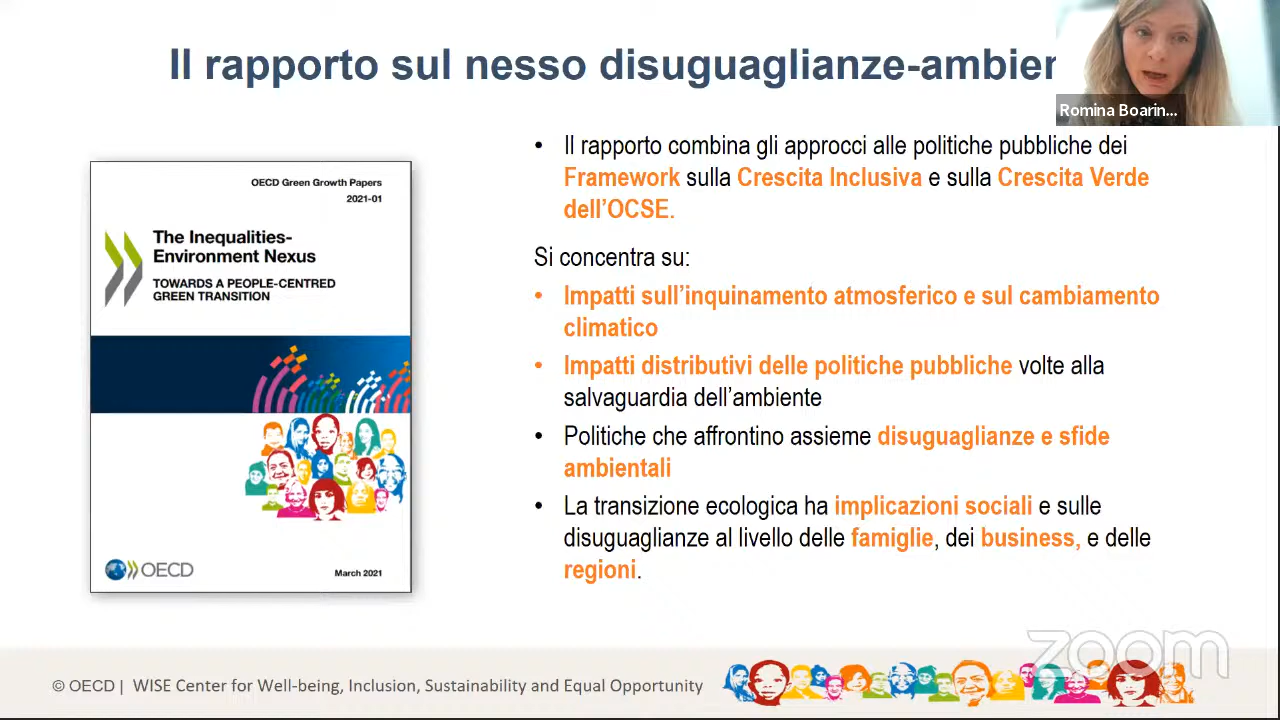 Il rapporto sul nesso disuguaglianze-ambien
Romina Boarin...
Il rapporto combina gli approcci alle politiche pubbliche dei
Framework sulla Crescita Inclusiva e sulla Crescita Verde
dell'OCSE.
Si concentra su:
Impatti sull'inquinamento atmosferico e sul cambiamento
climatico
Impatti distributivi delle politiche pubbliche volte alla
salvaguardia dell'ambiente
Politiche che affrontino assieme disuguaglianze e sfide
ambientali
La transizione ecologica ha implicazioni sociali e sulle
disuguaglianze al livello delle famiglie, dei business, e delle
regioni.
OECD Green Growth Papers
2021-01
The Inequalities-
Environment Nexus
TOWARDS A PEOPLE-CENTRED
GREEN TRANSITION
OECD
March 2021
© OECD | WISE Center for Well-being, Inclusion, Sustainability and Equal Opportunity
zoom